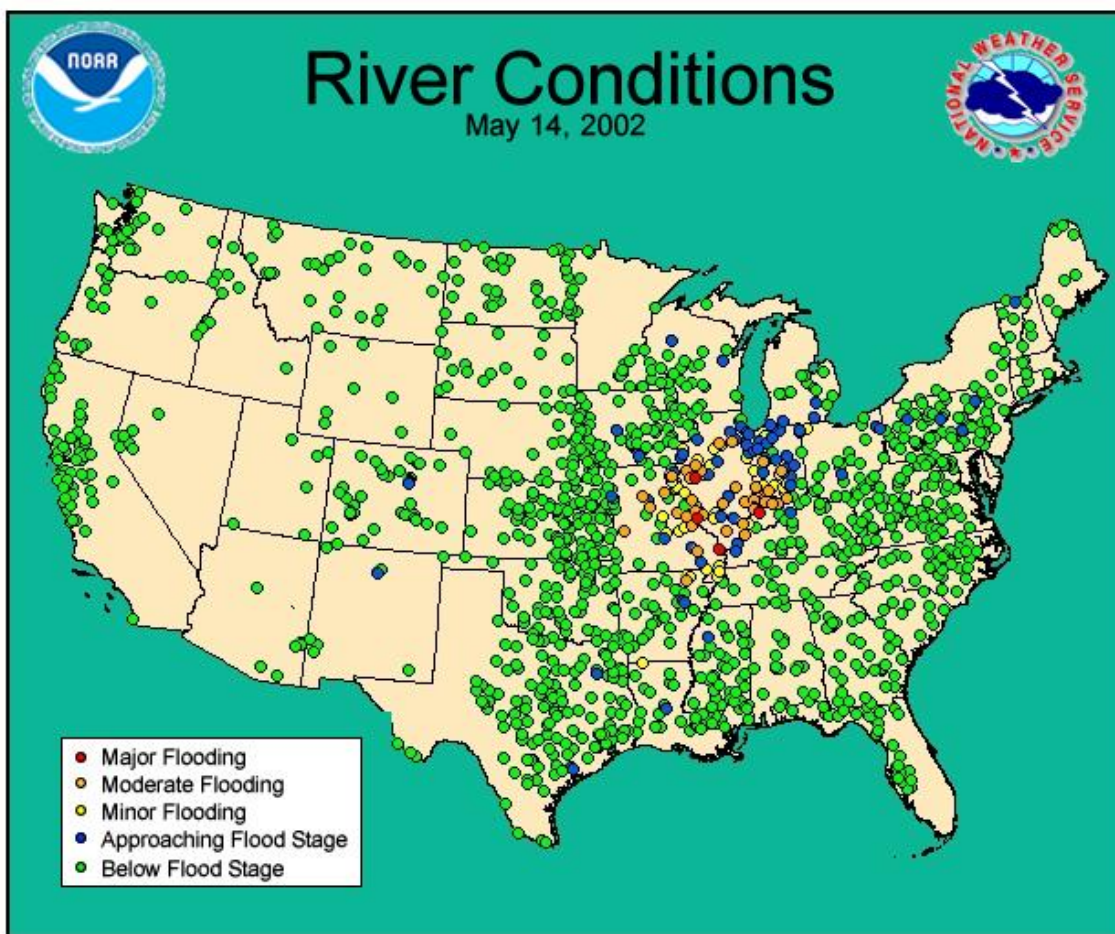 NOAA
River Conditions
May 14, 2002
NATIONAL WEATHER SERVICE
Major Flooding
Moderate Flooding
Minor Flooding
Approaching Flood Stage
Below Flood Stage